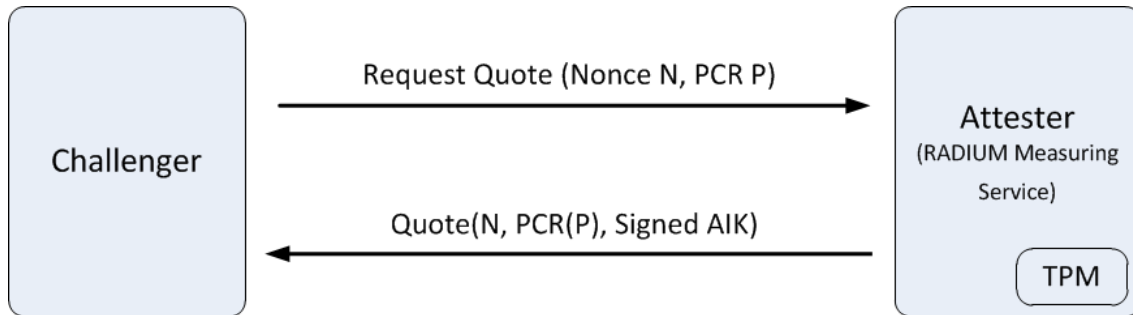 Challenger
Request Quote (Nonce N, PCR P)
Quote(N, PCR(P), Signed AIK)
Attester
(RADIUM Measuring
Service)
TPM